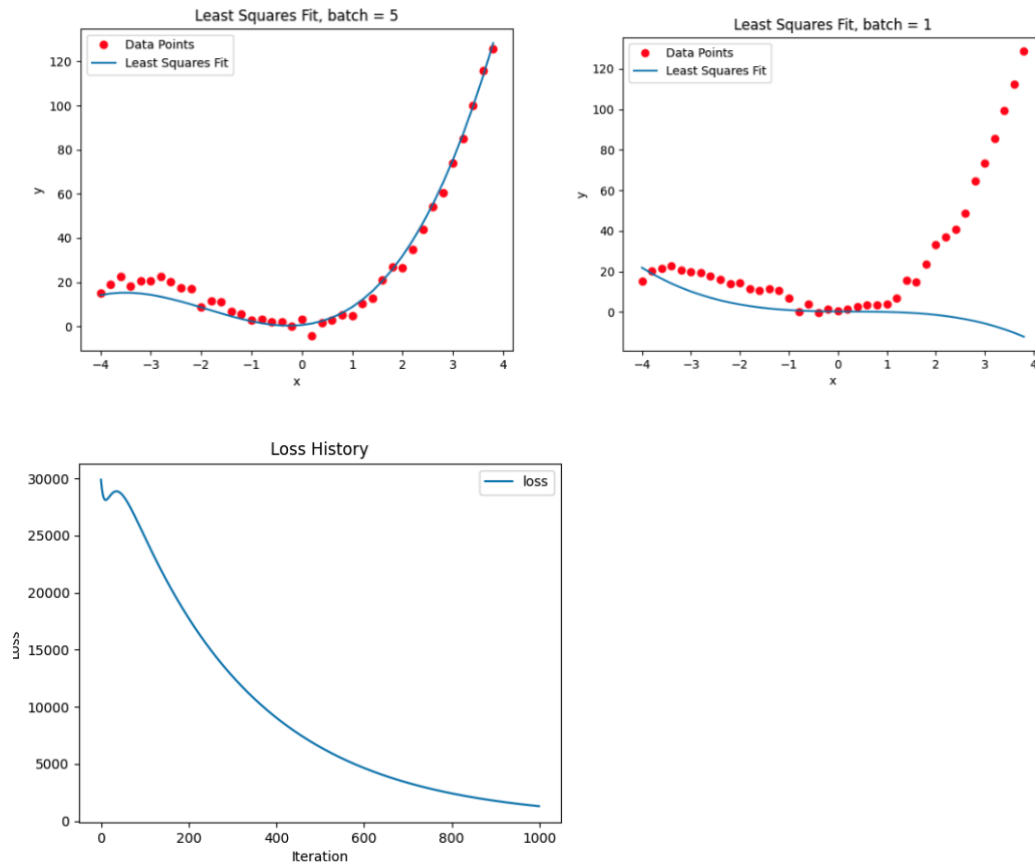 Least Squares Fit, batch = 5
Data Points
Least Squares Fit
y
120
100
80
60
40
20
0
−4 −3 −2 −1 0 1 2 3 4
x
Least Squares Fit, batch = 1
Data Points
Least Squares Fit
y
120
100
80
60
40
20
0
−4 −3 −2 −1 0 1 2 3 4
x
Loss History
loss
Loss
30000
25000
20000
15000
10000
5000
0
0 200 400 600 800 1000
Iteration